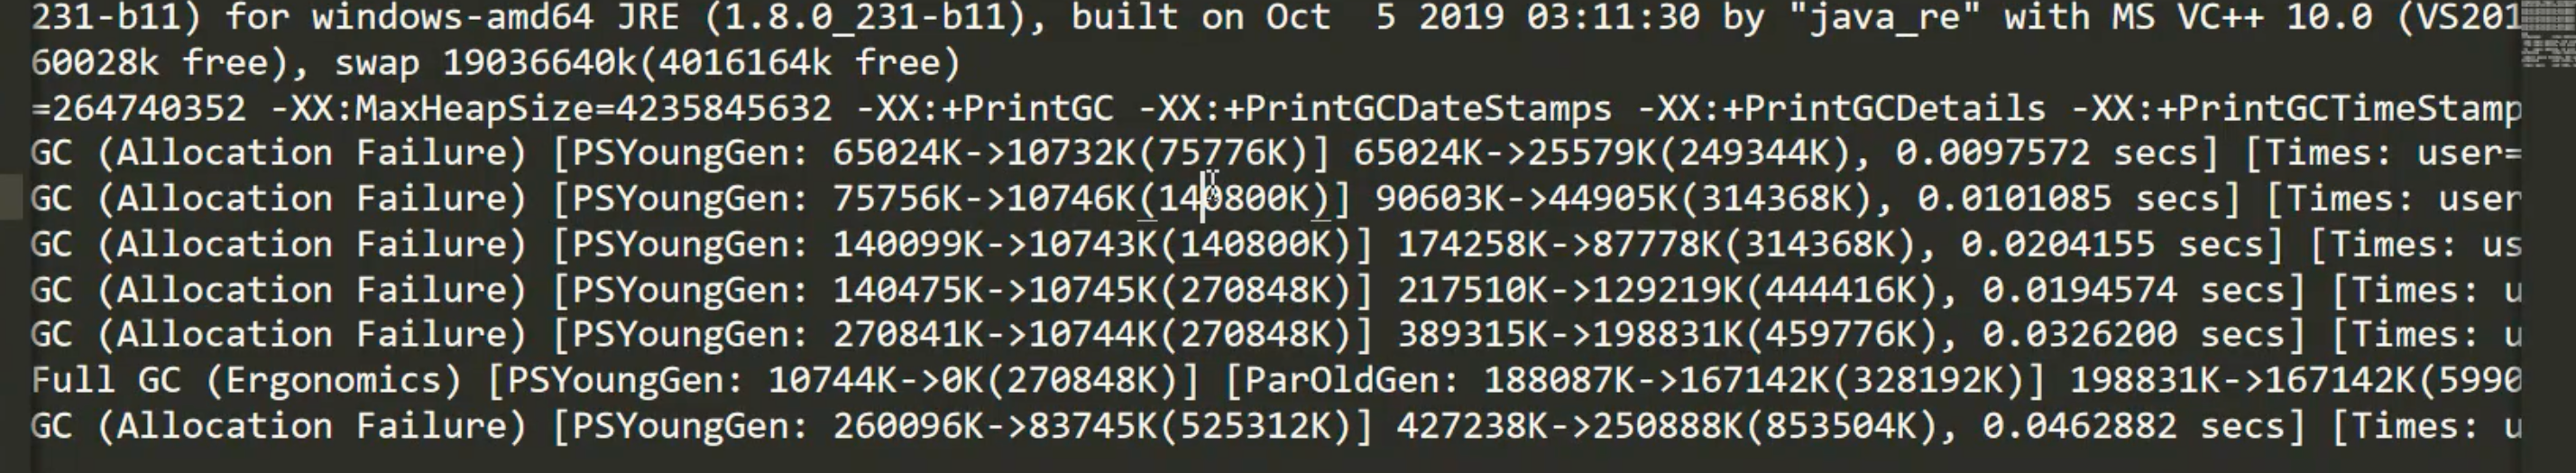 231-b11) for windows-amd64 JRE (1.8.0_231-b11), built on Oct  5 2019 03:11:30 by "java_re" with MS VC++ 10.0 (VS201
60028k free), swap 19036640k(4016164k free)
=264740352 -XX:MaxHeapSize=4235845632 -XX:+PrintGC -XX:+PrintGCDateStamps -XX:+PrintGCDetails -XX:+PrintGCTimeStamp
GC (Allocation Failure) [PSYoungGen: 65024K->10732K(75776K)] 65024K->25579K(249344K), 0.0097572 secs] [Times: user=
GC (Allocation Failure) [PSYoungGen: 75756K->10746K(140800K)] 90603K->44905K(314368K), 0.0101085 secs] [Times: user
GC (Allocation Failure) [PSYoungGen: 140099K->10743K(140800K)] 174258K->87778K(314368K), 0.0204155 secs] [Times: us
GC (Allocation Failure) [PSYoungGen: 140475K->10745K(270848K)] 217510K->129219K(444416K), 0.0194574 secs] [Times: u
GC (Allocation Failure) [PSYoungGen: 270841K->10744K(270848K)] 389315K->198831K(459776K), 0.0326200 secs] [Times: u
Full GC (Ergonomics) [PSYoungGen: 10744K->0K(270848K)] [ParOldGen: 188087K->167142K(328192K)] 198831K->167142K(5990
GC (Allocation Failure) [PSYoungGen: 260096K->83745K(525312K)] 427238K->250888K(853504K), 0.0462882 secs] [Times: u